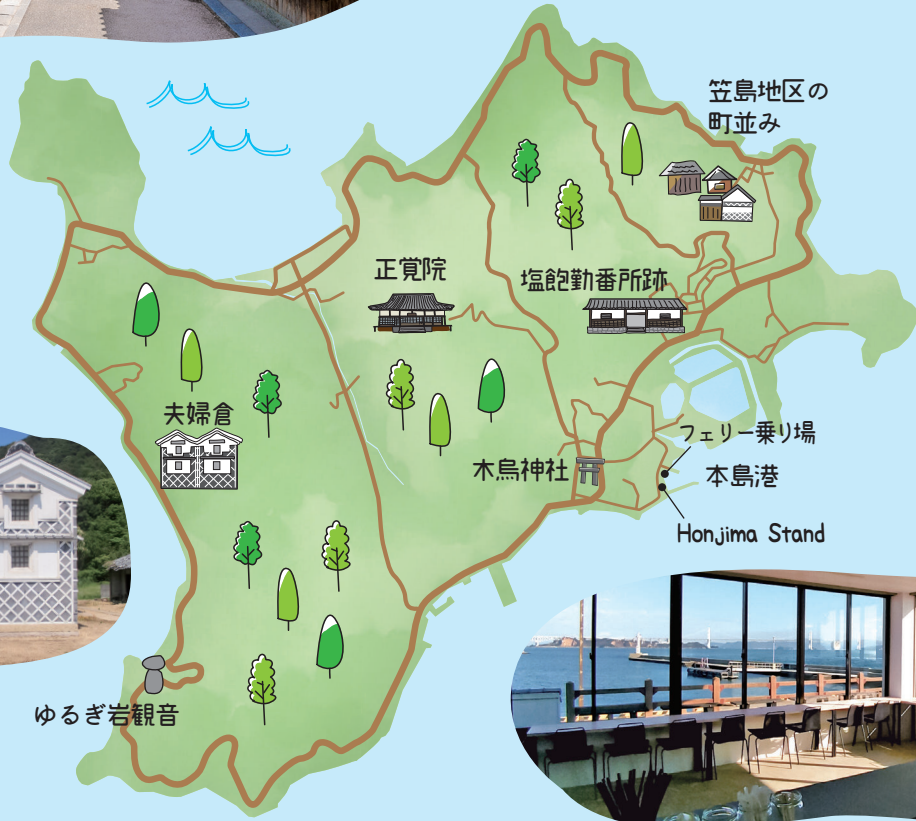 笠島地区の
町並み
正覚院
塩飽勤番所跡
夫婦倉
フェリー乗り場
木烏神社
本島港
Honjima Stand
ゆるぎ岩観音